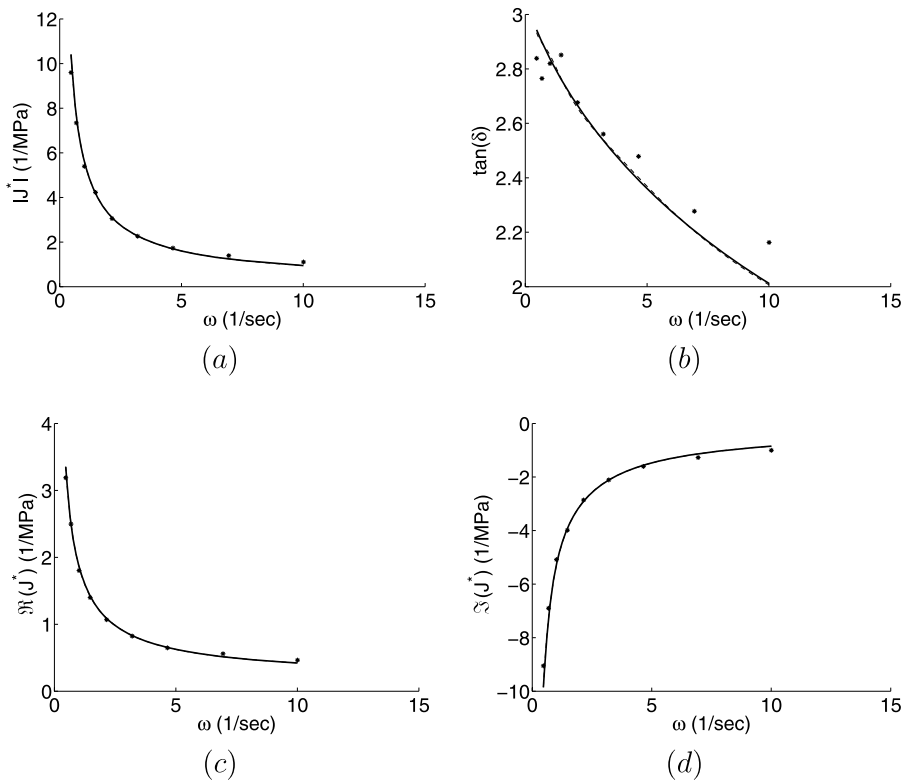 12
10
8
6
4
2
0
|J*| (1/MPa)
0 5 10 15
ω (1/sec)
(a)
3
2.8
2.6
2.4
2.2
2
tan(δ)
0 5 10 15
ω (1/sec)
(b)
4
3
2
1
0
ℜ(J*) (1/MPa)
0 5 10 15
ω (1/sec)
(c)
0
−2
−4
−6
−8
−10
ℑ(J*) (1/MPa)
0 5 10 15
ω (1/sec)
(d)